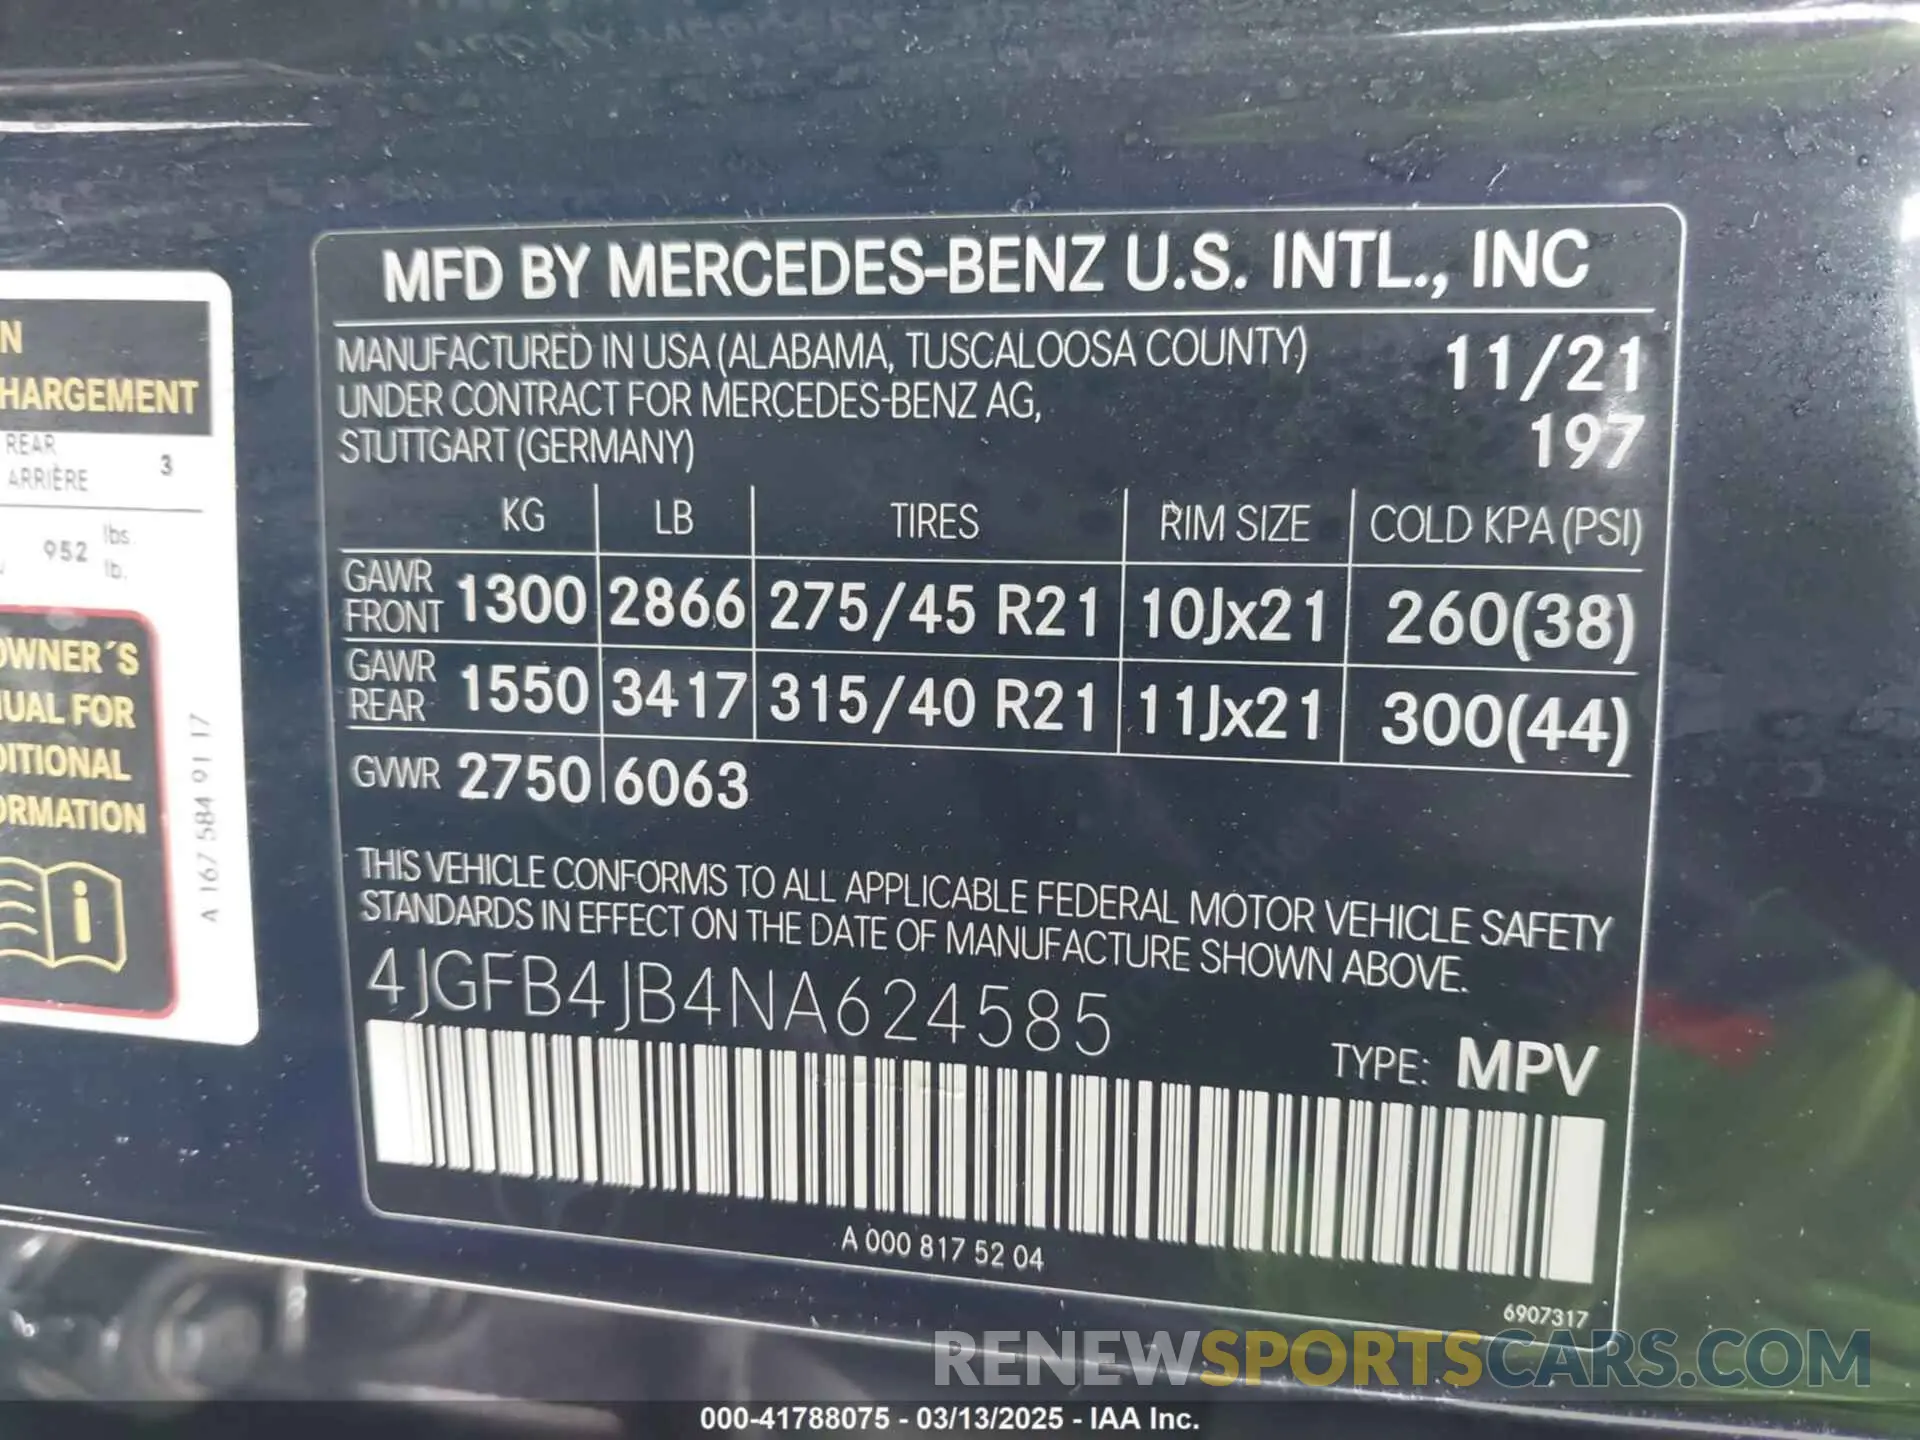 N
HARGEMENT
REAR
ARRIÈRE 3
952 lbs.
lb.
OWNER´S
UAL FOR
DITIONAL
ORMATION
i
A 167 584 91 17
MFD BY MERCEDES-BENZ U.S. INTL., INC
MANUFACTURED IN USA (ALABAMA, TUSCALOOSA COUNTY) 11/21
UNDER CONTRACT FOR MERCEDES-BENZ AG,
STUTTGART (GERMANY) 197
KG LB TIRES RIM SIZE COLD KPA (PSI)
GAWR FRONT 1300 2866 275/45 R21 10Jx21 260(38)
GAWR REAR 1550 3417 315/40 R21 11Jx21 300(44)
GVWR 2750 6063
THIS VEHICLE CONFORMS TO ALL APPLICABLE FEDERAL MOTOR VEHICLE SAFETY
STANDARDS IN EFFECT ON THE DATE OF MANUFACTURE SHOWN ABOVE.
4JGFB4JB4NA624585
TYPE: MPV
A 000 817 52 04
6907317
RENEWSPORTSCARS.COM
000-41788075 - 03/13/2025 - IAA Inc.